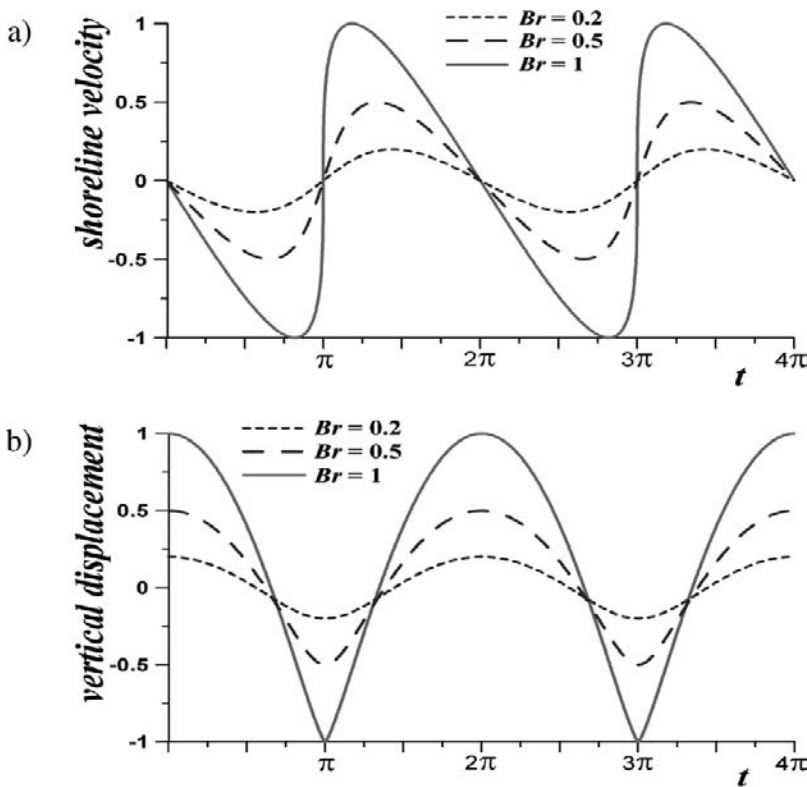 a)
shoreline velocity
1
0.5
0
-0.5
-1
Br = 0.2
Br = 0.5
Br = 1
π
2π
3π
4π
t
b)
vertical displacement
1
0.5
0
-0.5
-1
Br = 0.2
Br = 0.5
Br = 1
π
2π
3π
4π
t